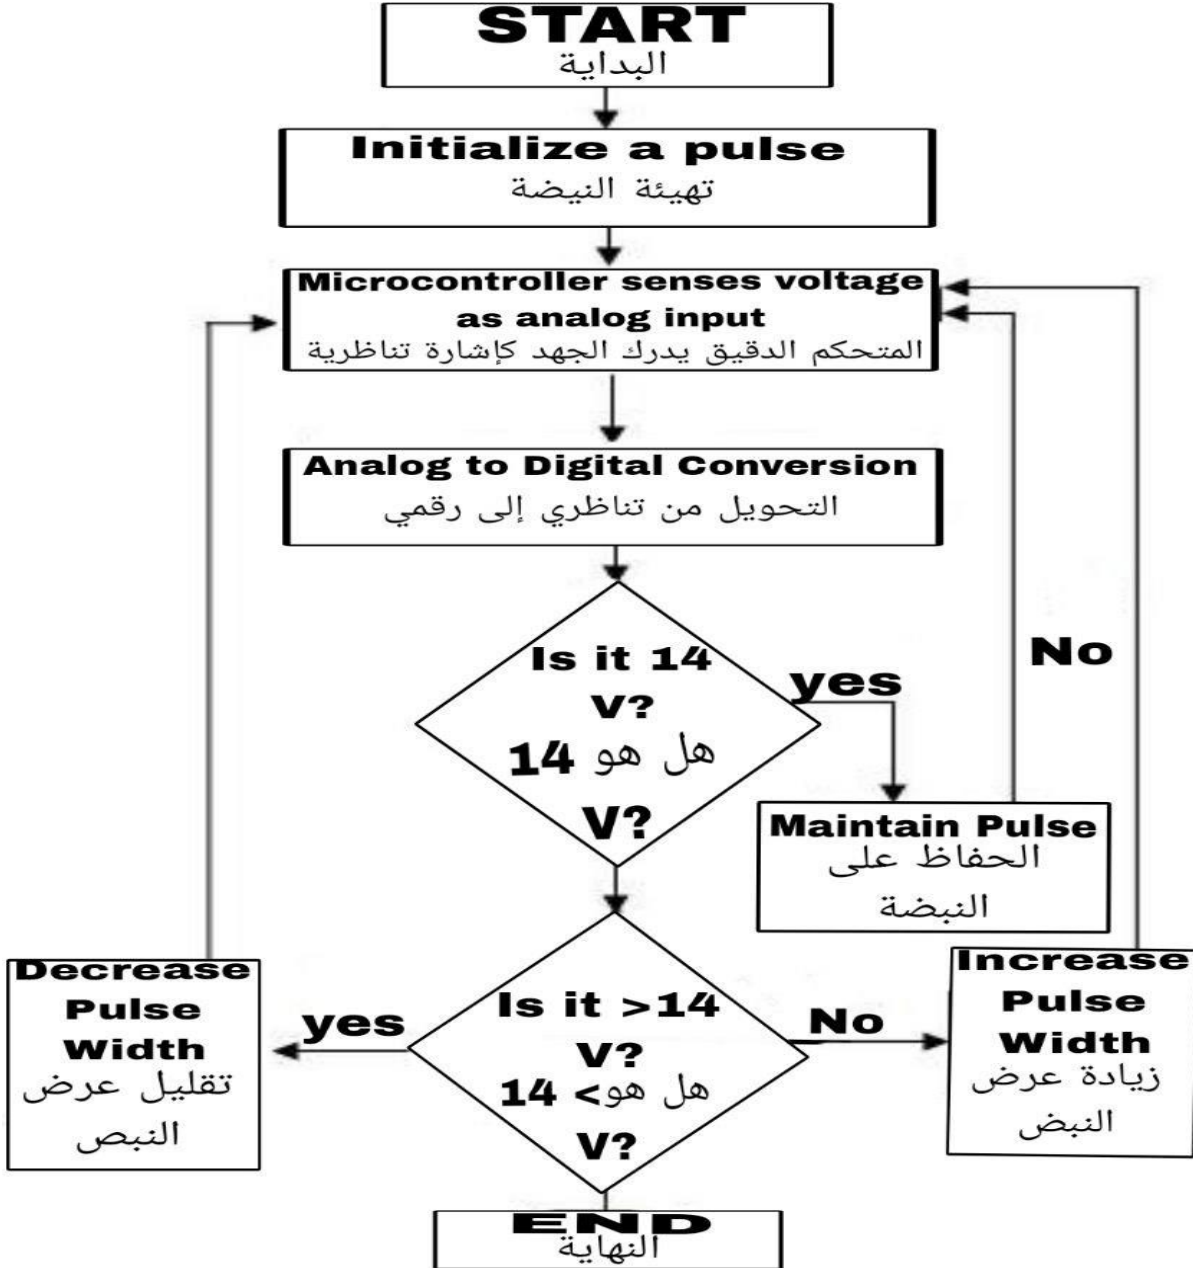 START
البداية
Initialize a pulse
تهيئة النيضة
Microcontroller senses voltage
as analog input
المتحكم الدقيق يدرك الجهد كإشارة تناظرية
Analog to Digital Conversion
التحويل من تناظري إلى رقمي
Is it 14
V?
هل هو 14
V?
yes
No
Maintain Pulse
الحفاظ على
النبضة
Decrease
Pulse
Width
تقليل عرض
النبص
yes
Is it >14
V?
هل هو> 14
V?
No
Increase
Pulse
Width
زيادة عرض
النبض
END
النهاية